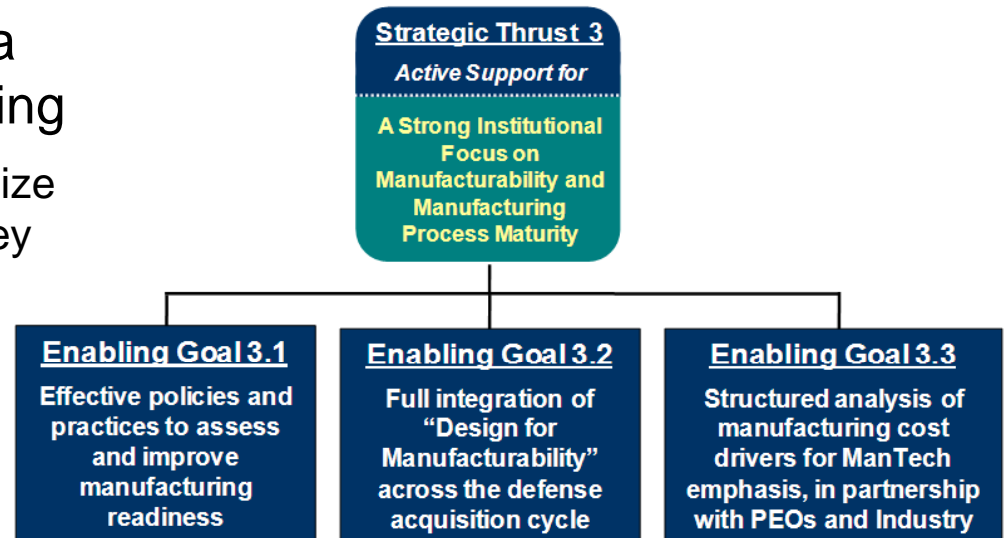 a
ing
ize
ey
Strategic Thrust 3
Active Support for
A Strong Institutional
Focus on
Manufacturability and
Manufacturing
Process Maturity
Enabling Goal 3.1
Effective policies and
practices to assess
and improve
manufacturing
readiness
Enabling Goal 3.2
Full integration of
“Design for
Manufacturability”
across the defense
acquisition cycle
Enabling Goal 3.3
Structured analysis of
manufacturing cost
drivers for ManTech
emphasis, in partnership
with PEOs and Industry